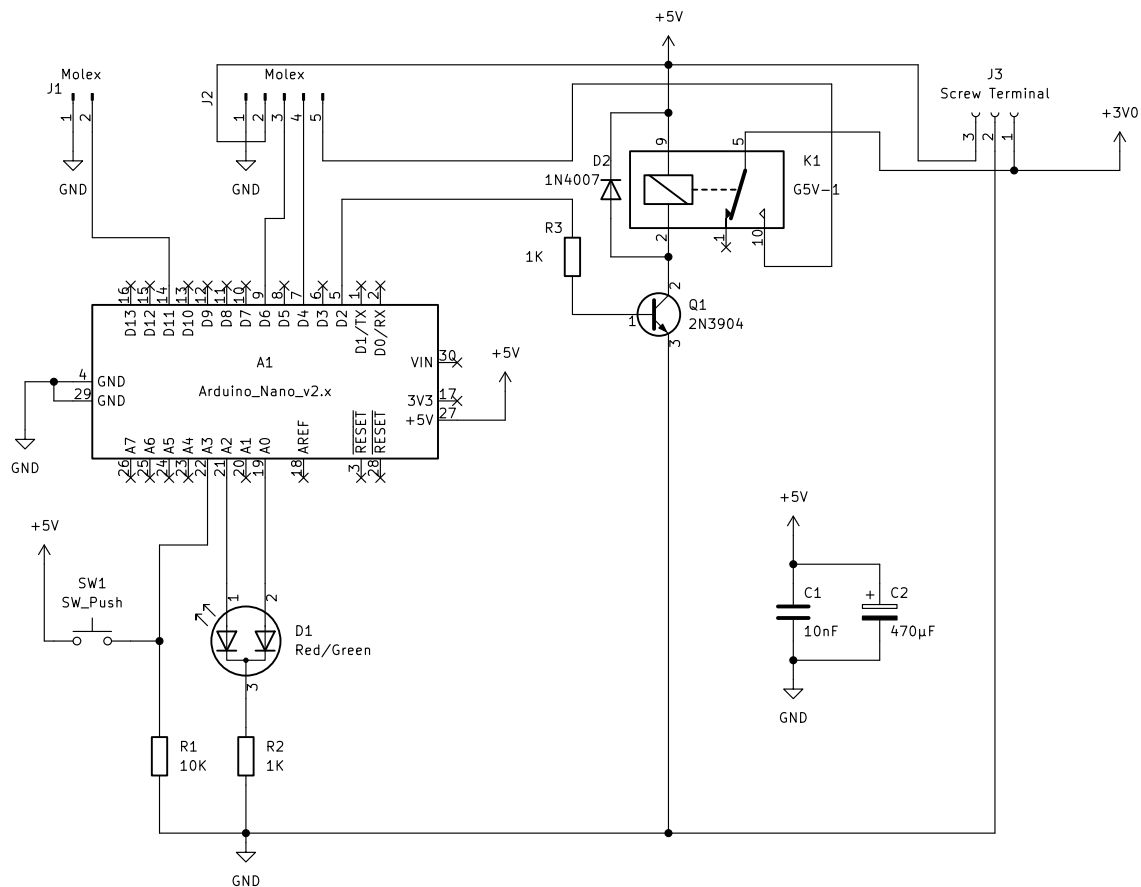 +5V
Molex
J1
1
2
Molex
J2
1
2
3
4
5
J3
Screw Terminal
3
2
1
+3V0
GND
GND
D2
1N4007
9
5
K1
G5V-1
2
1
10
R3
1K
Q1
2N3904
1
2
3
16
15
14
13
12
11
10
9
8
7
6
5
1
2
D13
D12
D11
D10
D9
D8
D7
D6
D5
D4
D3
D2
D1/TX
D0/RX
A1
Arduino_Nano_v2.x
VIN
30
3V3
17
+5V
27
+5V
4
GND
29
GND
GND
A7
A6
A5
A4
A3
A2
A1
A0
AREF
RESET
RESET
26
25
24
23
22
21
20
19
18
3
28
+5V
SW1
SW_Push
1
2
D1
Red/Green
3
R1
10K
R2
1K
GND
+5V
C1
10nF
+
C2
470µF
GND